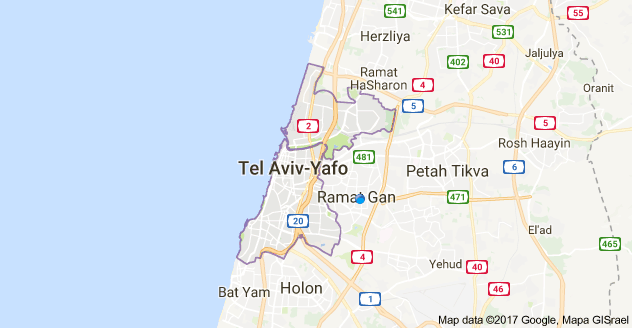 541
Kefar Sava
55
531
Herzliya
Jaljulya
402
40
Ramat
HaSharon
4
Oranit
5
2
5
Rosh Haayin
481
Tel Aviv-Yafo
Petah Tikva
6
Ramat Gan
471
20
El'ad
465
4
Yehud
40
Bat Yam
Holon
46
1
Map data ©2017 Google, Mapa GISrael